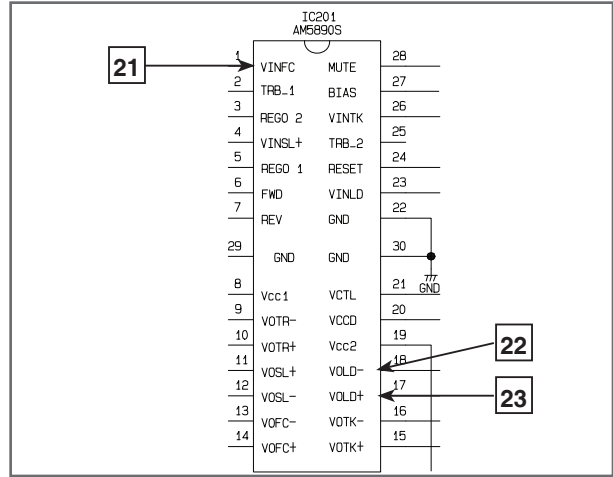 IC201
AM5890S
21
1 VINFC MUTE 28
2 TRB_1 BIAS 27
3 REGO 2 VINTK 26
4 VINSL+ TRB_2 25
5 REGO 1 RESET 24
6 FWD VINLD 23
7 REV GND 22
29 GND GND 30
GND
8 Vcc1 VCTL 21
9 VOTR- VCCD 20
10 VOTR+ Vcc2 19
22
11 VOSL+ VOLD- 18
12 VOSL- VOLD+ 17
23
13 VOFC- VOTK- 16
14 VOFC+ VOTK+ 15